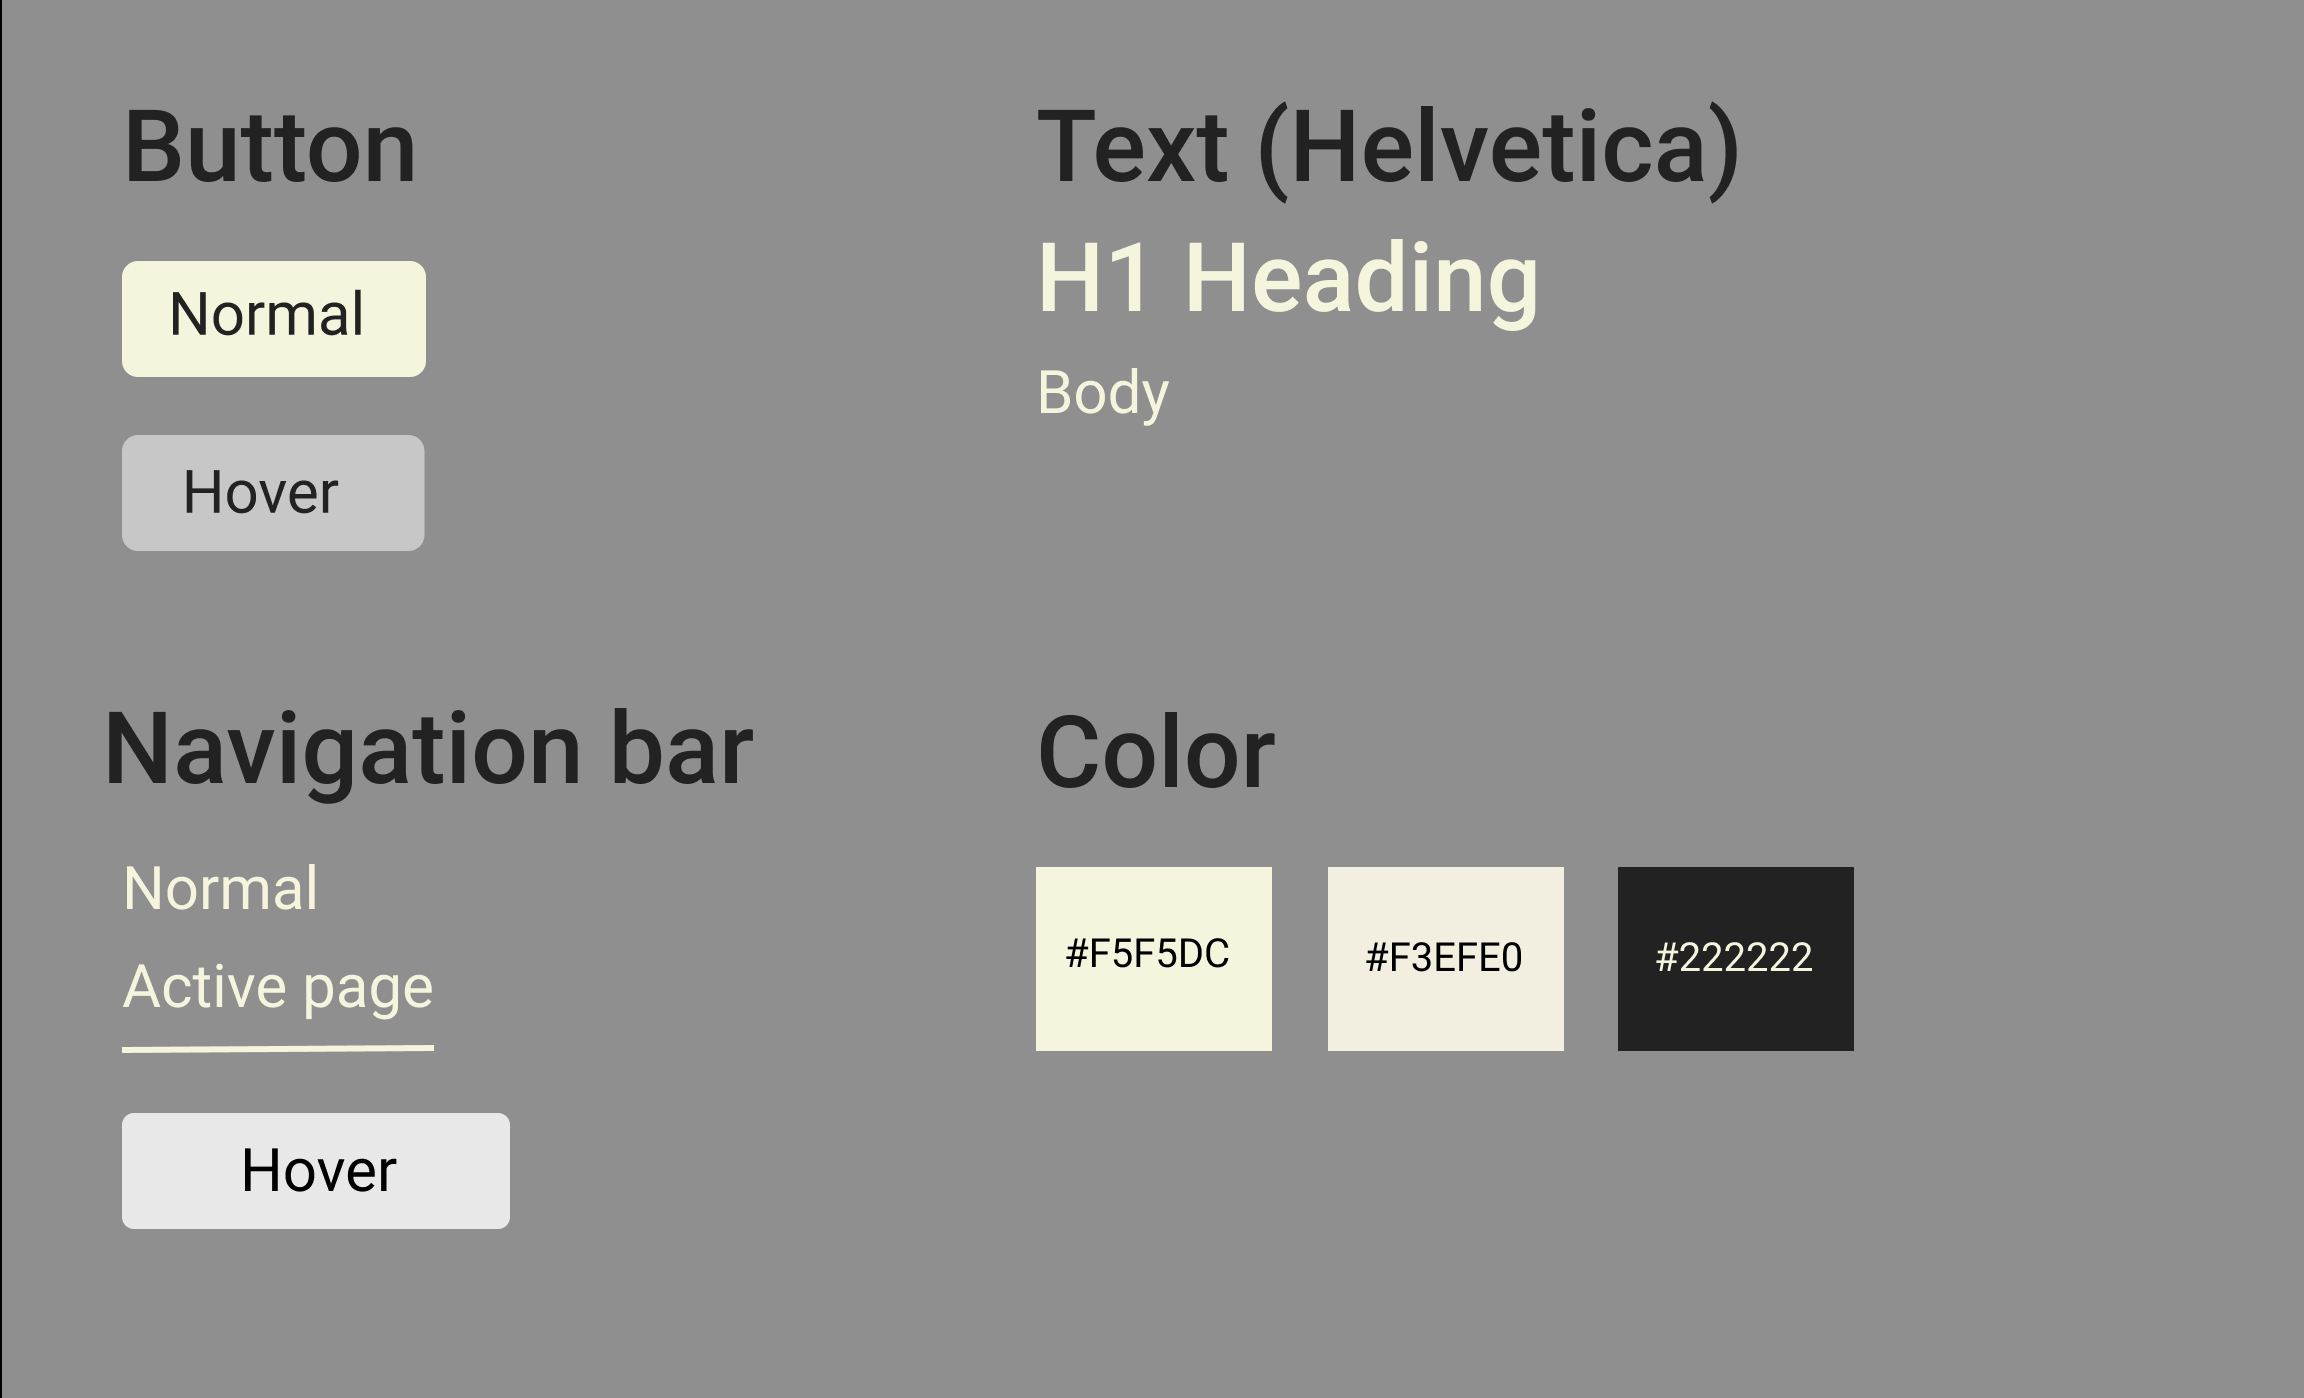 Button
Normal
Hover
Text (Helvetica)
H1 Heading
Body
Navigation bar
Normal
Active page
Hover
Color
#F5F5DC
#F3EFE0
#222222